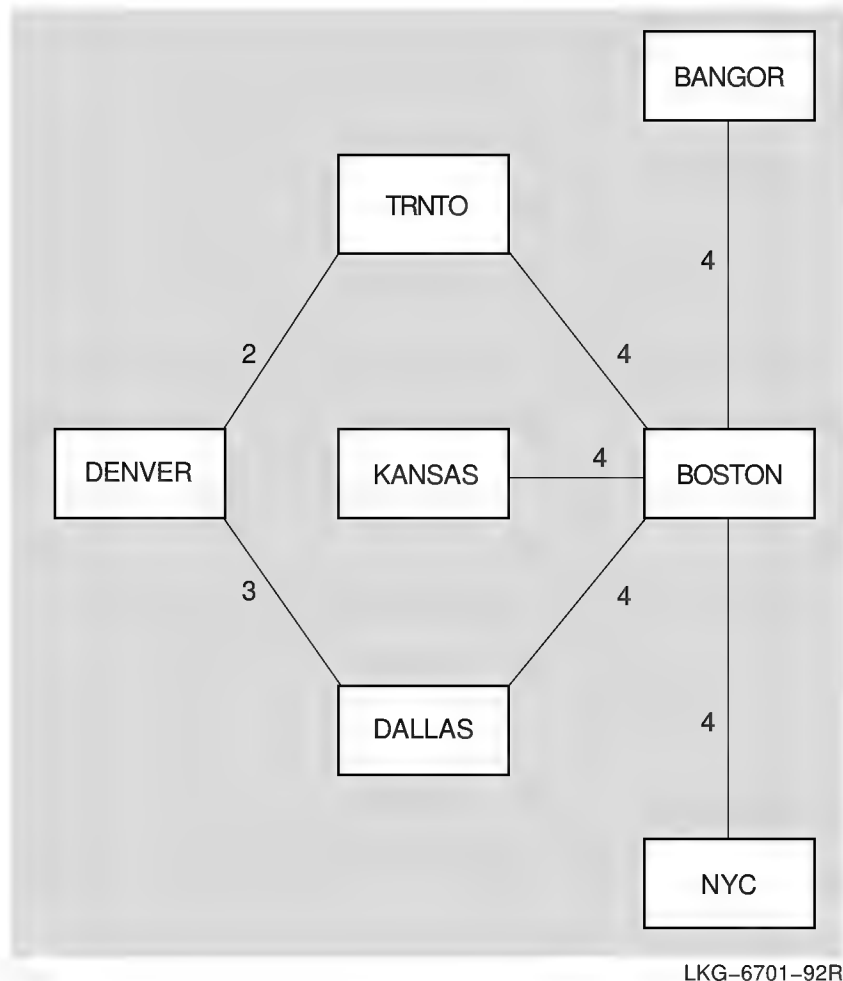 BANGOR
TRNTO
4
2
4
DENVER
KANSAS
4
BOSTON
3
4
DALLAS
4
NYC
LKG–6701–92R